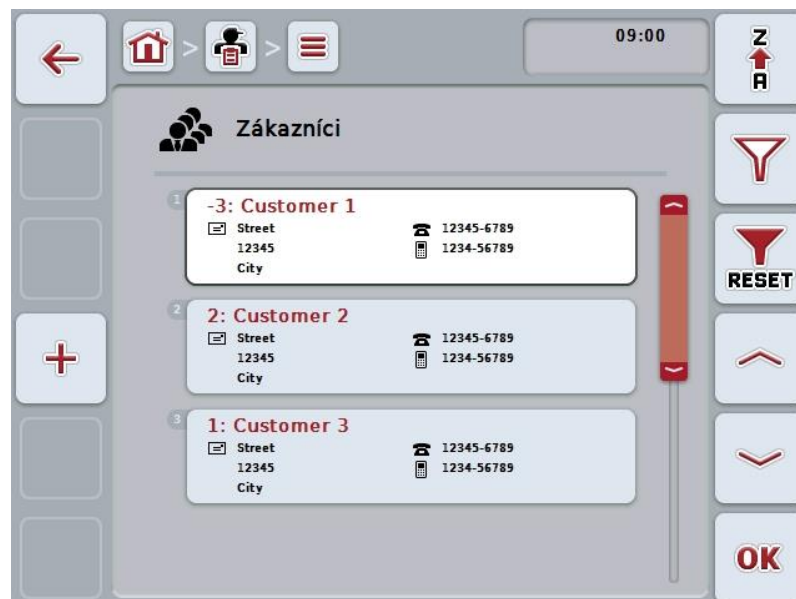 09:00
Z
A
Zákazníci
1
-3: Customer 1
Street 12345-6789
12345 1234-56789
City
RESET
2
2: Customer 2
Street 12345-6789
12345 1234-56789
City
3
1: Customer 3
Street 12345-6789
12345 1234-56789
City
OK